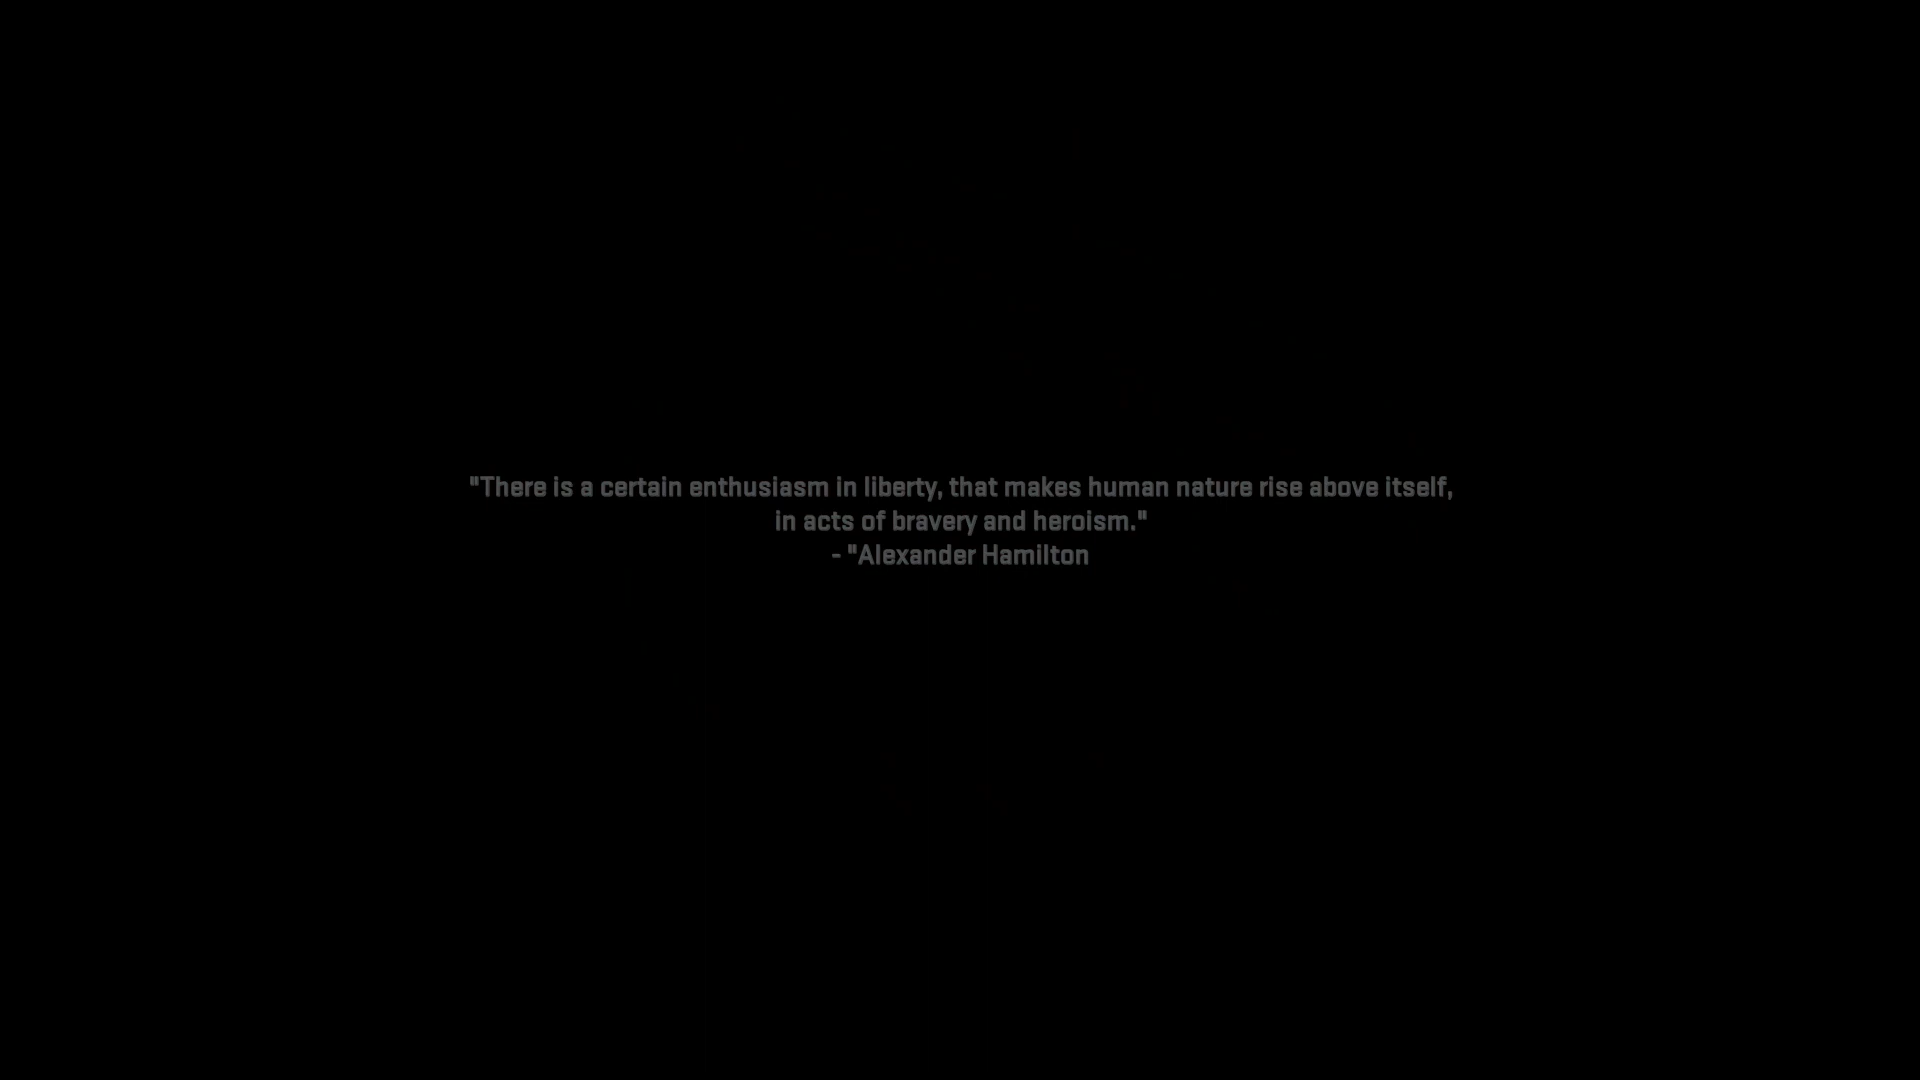 "There is a certain enthusiasm in liberty, that makes human nature rise above itself,
in acts of bravery and heroism."
- "Alexander Hamilton